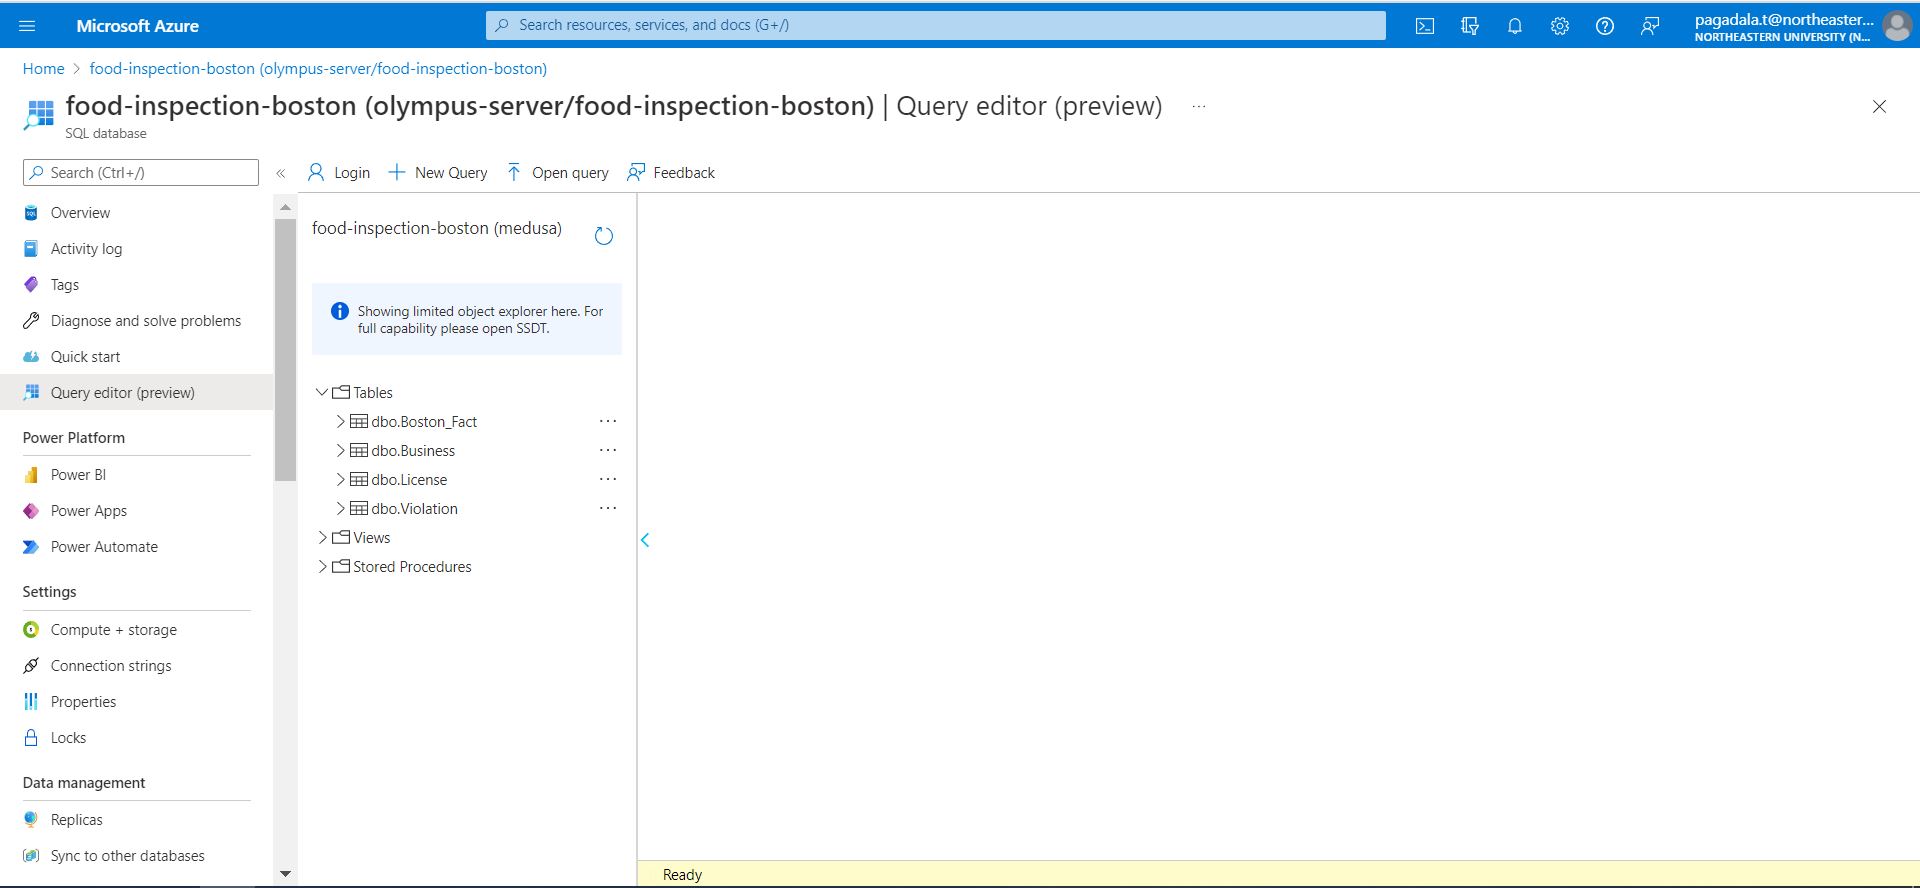 Microsoft Azure
Search resources, services, and docs (G+/)
pagadala.t@northeaster...
NORTHEASTERN UNIVERSITY (N...
Home > food-inspection-boston (olympus-server/food-inspection-boston)
food-inspection-boston (olympus-server/food-inspection-boston) | Query editor (preview) ...
SQL database
Search (Ctrl+/)
«
Login
New Query
Open query
Feedback
Overview
Activity log
Tags
Diagnose and solve problems
Quick start
Query editor (preview)
Power Platform
Power BI
Power Apps
Power Automate
Settings
Compute + storage
Connection strings
Properties
Locks
Data management
Replicas
Sync to other databases
food-inspection-boston (medusa)
Showing limited object explorer here. For
full capability please open SSDT.
Tables
dbo.Boston_Fact ...
dbo.Business ...
dbo.License ...
dbo.Violation ...
Views
Stored Procedures
Ready